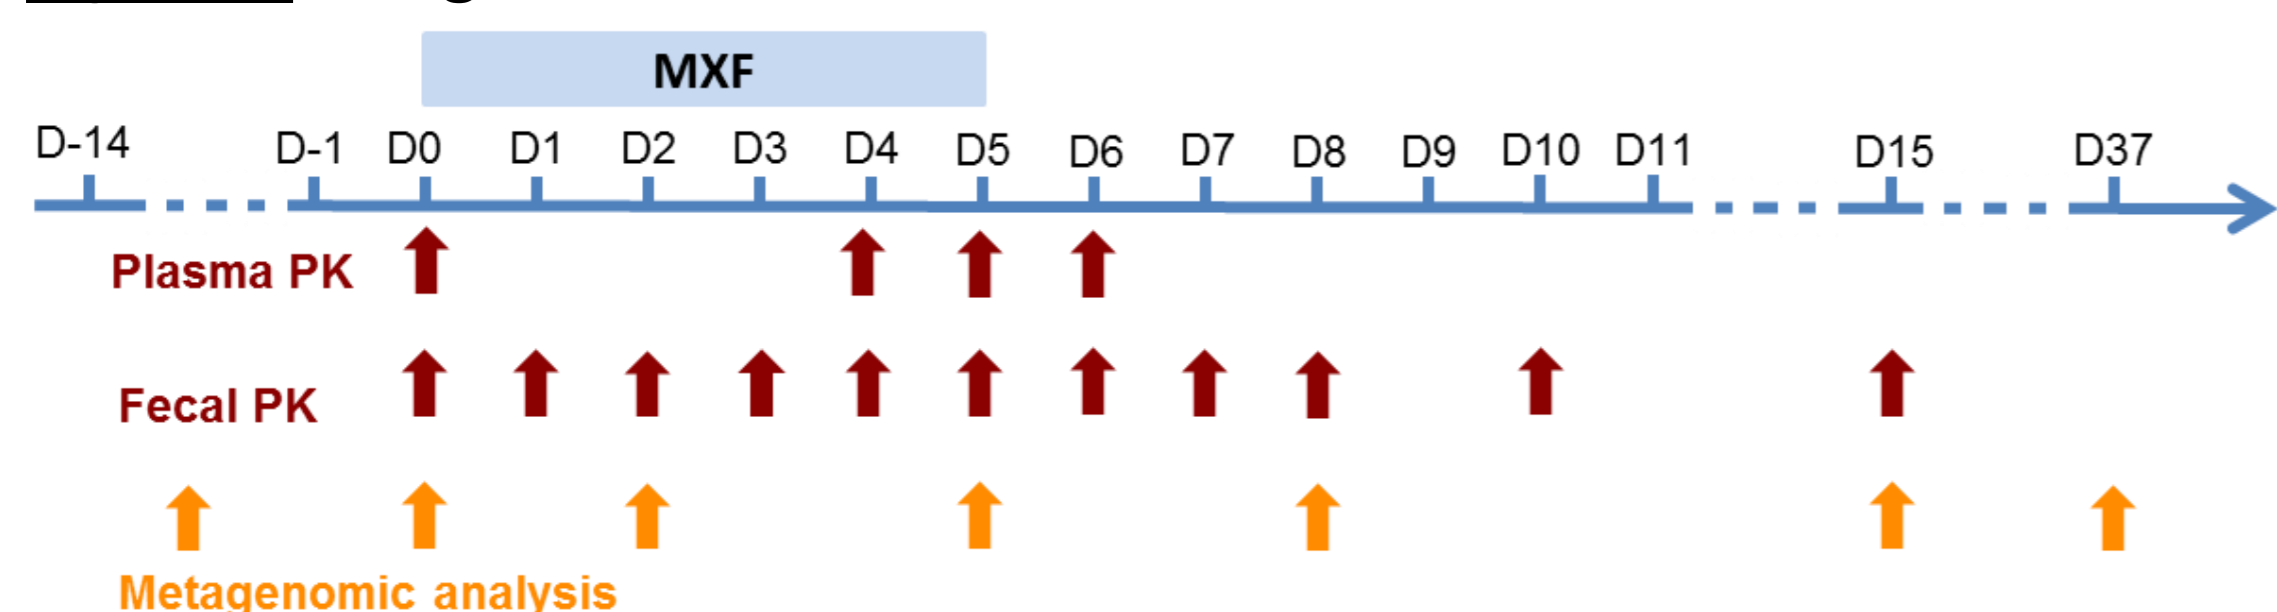 MXF
D-14 D-1 D0 D1 D2 D3 D4 D5 D6 D7 D8 D9 D10 D11 D15 D37
Plasma PK
Fecal PK
Metagenomic analysis